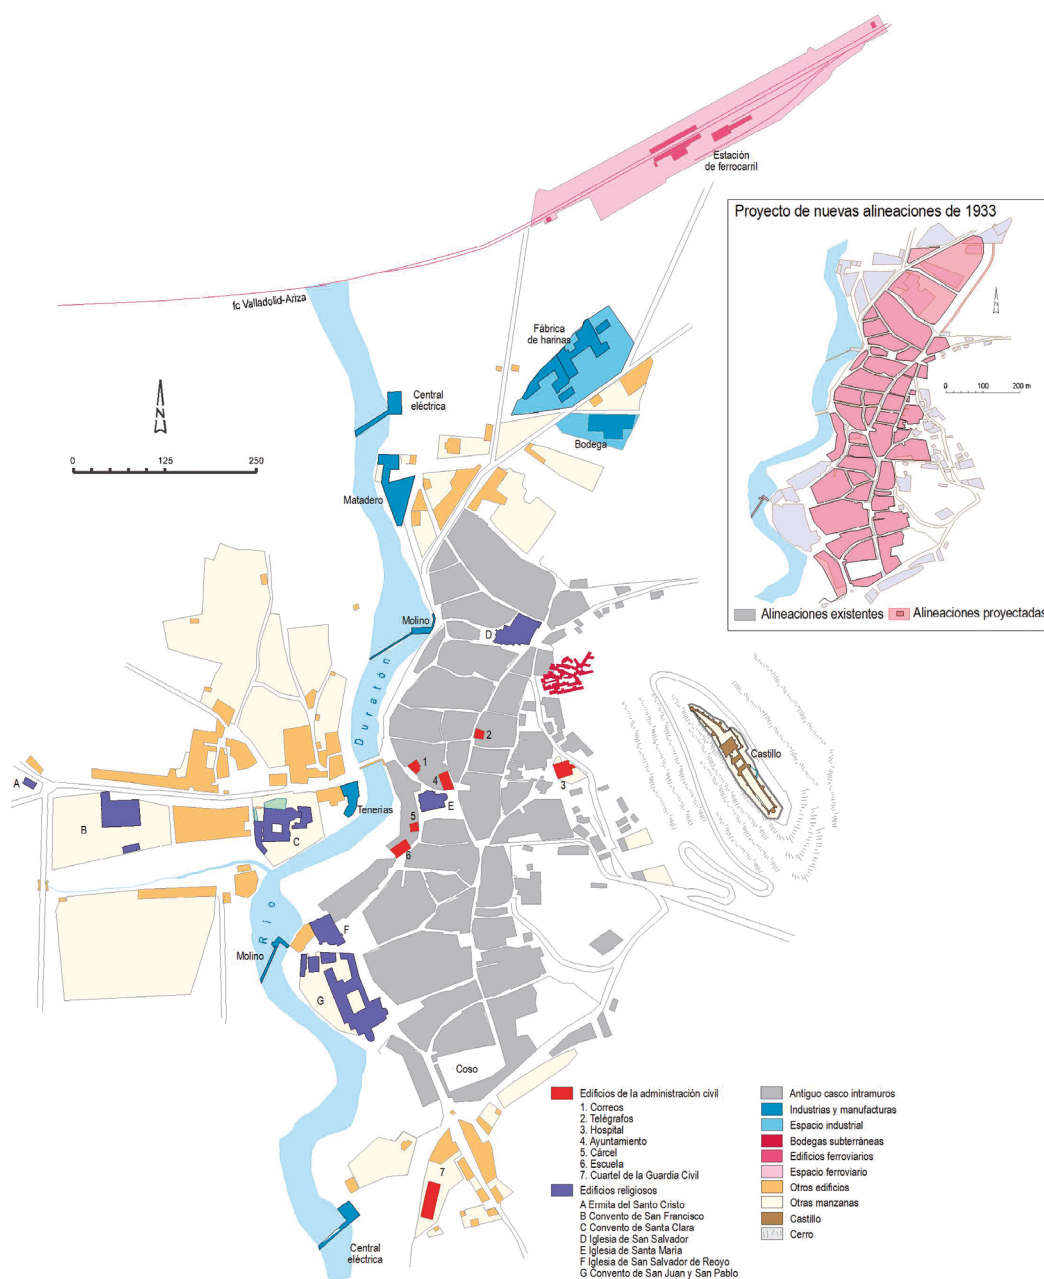 Estación
de ferrocarril
Proyecto de nuevas alineaciones de 1933
0 100 200 m
Alineaciones existentes
Alineaciones proyectadas
fc Valladolid-Ariza
Fábrica
de harinas
N
0 125 250
Central
eléctrica
Bodega
Matadero
Molino
D
Río Duratón
2
1
4
3
Castillo
A
B
C
Tenerías
E
5
6
F
Molino
G
Coso
7
Central
eléctrica
Edificios de la administración civil
1. Correos
2. Telégrafos
3. Hospital
4. Ayuntamiento
5. Cárcel
6. Escuela
7. Cuartel de la Guardia Civil
Edificios religiosos
A Ermita del Santo Cristo
B Convento de San Francisco
C Convento de Santa Clara
D Iglesia de San Salvador
E Iglesia de Santa Maria
F Iglesia de San Salvador de Reoyo
G Convento de San Juan y San Pablo
Antiguo casco intramuros
Industrias y manufacturas
Espacio industrial
Bodegas subterráneas
Edificios ferroviarios
Espacio ferroviario
Otros edificios
Otras manzanas
Castillo
Cerro